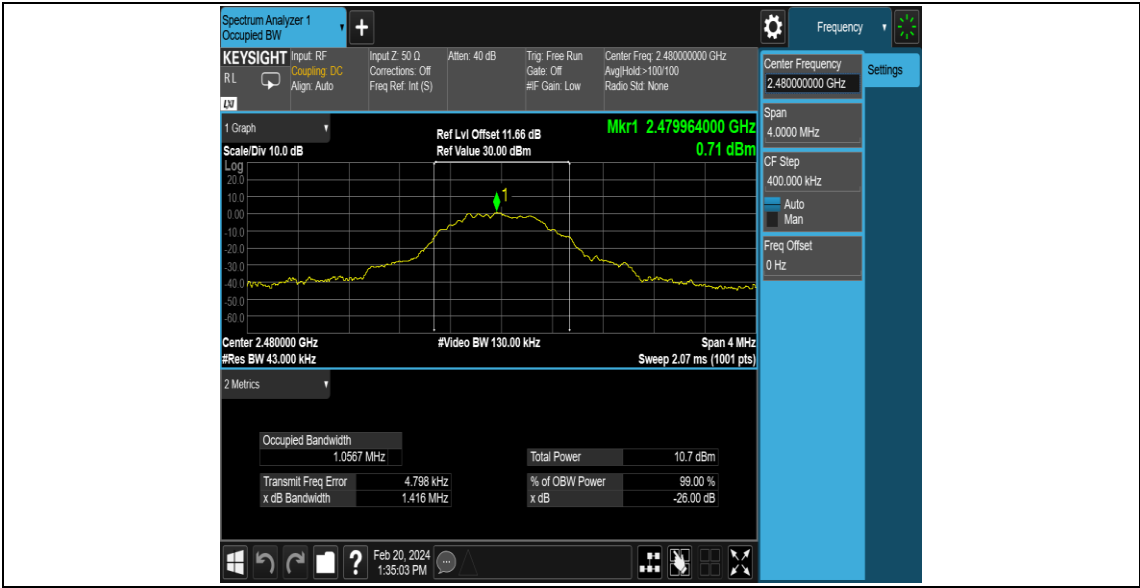 Spectrum Analyzer 1
Occupied BW
+
Frequency
KEYSIGHT
RL
LXI
Input: RF
Coupling: DC
Align: Auto
Input Z: 50 Ω
Corrections: Off
Freq Ref: Int (S)
Atten: 40 dB
Trig: Free Run
Gate: Off
#IF Gain: Low
Center Freq: 2.480000000 GHz
Avg|Hold:>100/100
Radio Std: None
Center Frequency
2.480000000 GHz
Settings
Span
4.0000 MHz
CF Step
400.000 kHz
Auto
Man
Freq Offset
0 Hz
1 Graph
Ref Lvl Offset 11.66 dB
Mkr1 2.479964000 GHz
Scale/Div 10.0 dB
Ref Value 30.00 dBm
0.71 dBm
Log
20.0
10.0
0.00
-10.0
-20.0
-30.0
-40.0
-50.0
-60.0
1
Center 2.480000 GHz
#Video BW 130.00 kHz
Span 4 MHz
#Res BW 43.000 kHz
Sweep 2.07 ms (1001 pts)
2 Metrics
Occupied Bandwidth
1.0567 MHz
Total Power 10.7 dBm
Transmit Freq Error 4.798 kHz
% of OBW Power 99.00 %
x dB Bandwidth 1.416 MHz
x dB -26.00 dB
?
Feb 20, 2024
1:35:03 PM